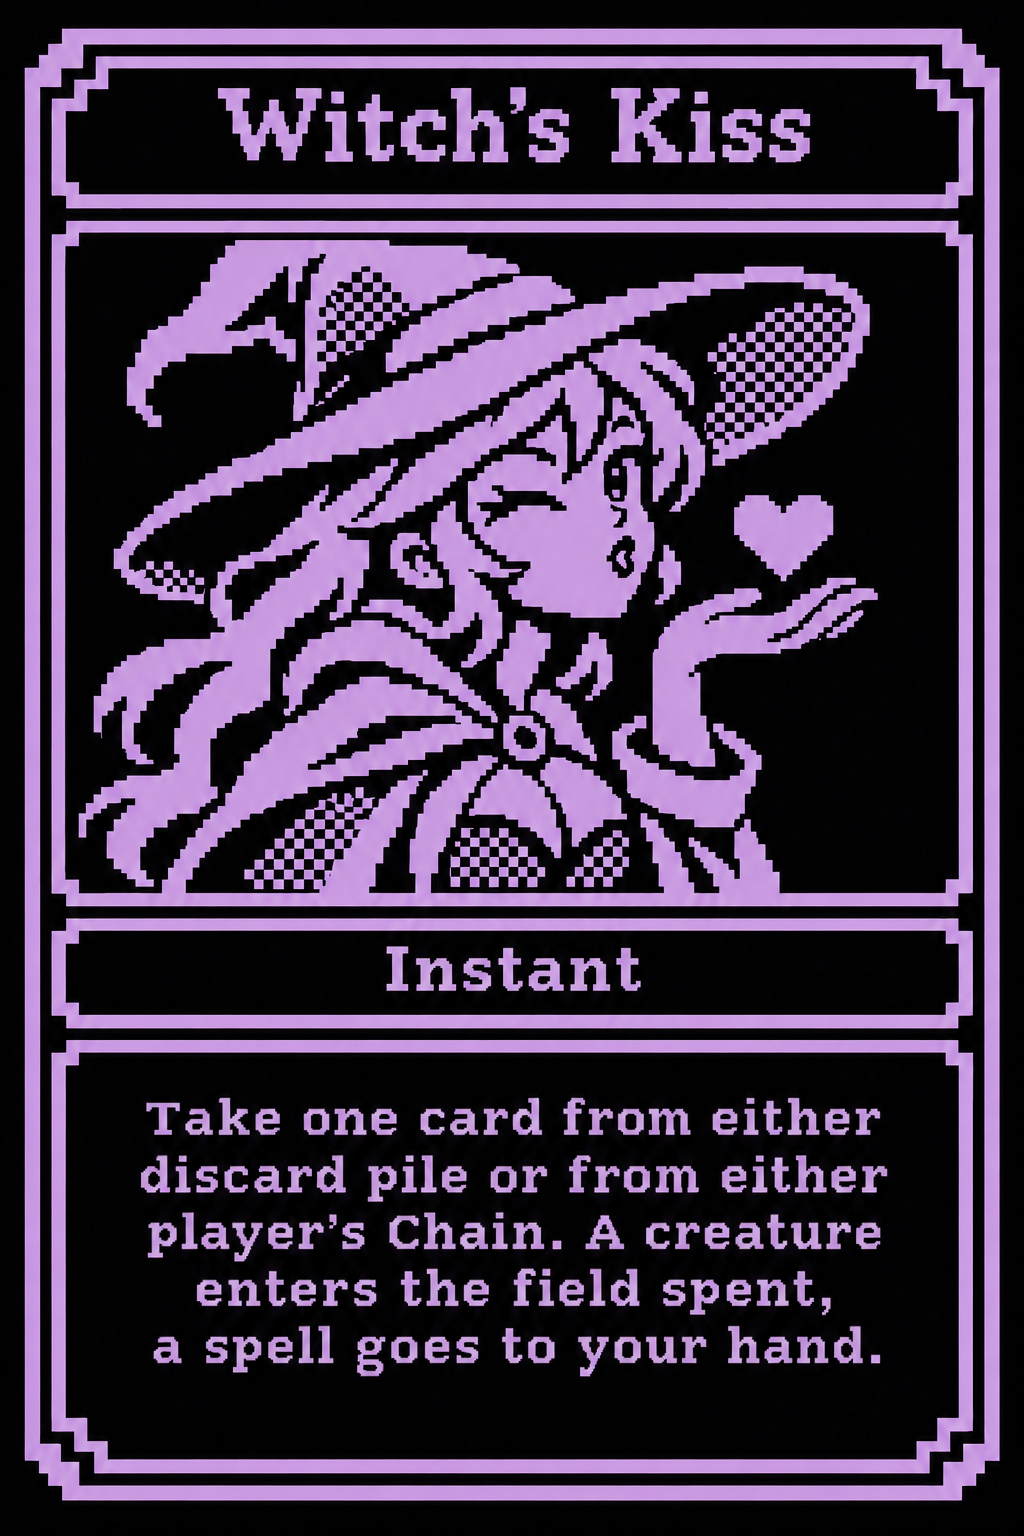 Witch's Kiss
Instant
Take one card from either
discard pile or from either
player's Chain. A creature
enters the field spent,
a spell goes to your hand.